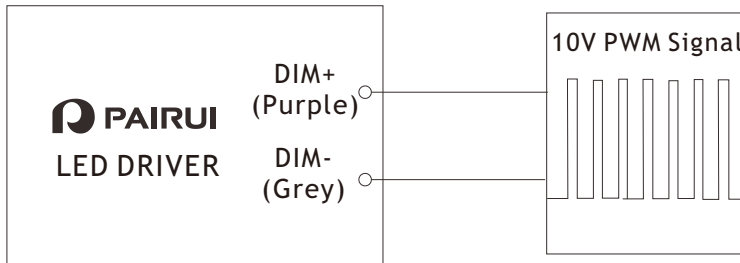 DIM+
(Purple)
PAIRUI
LED DRIVER
DIM-
(Grey)
10V PWM Signal